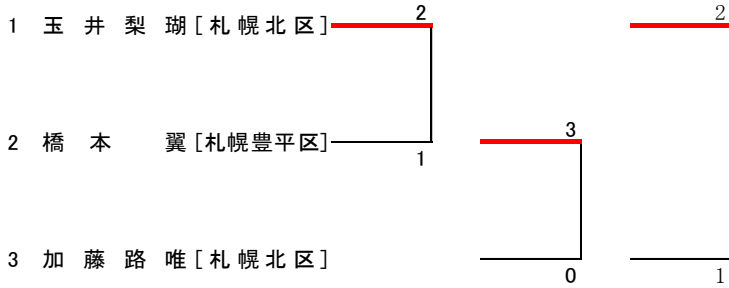 2 2
1 玉井梨瑚[札幌北区]
3
2 橋本 翼[札幌豊平区]
1
3 加藤路唯[札幌北区]
0 1